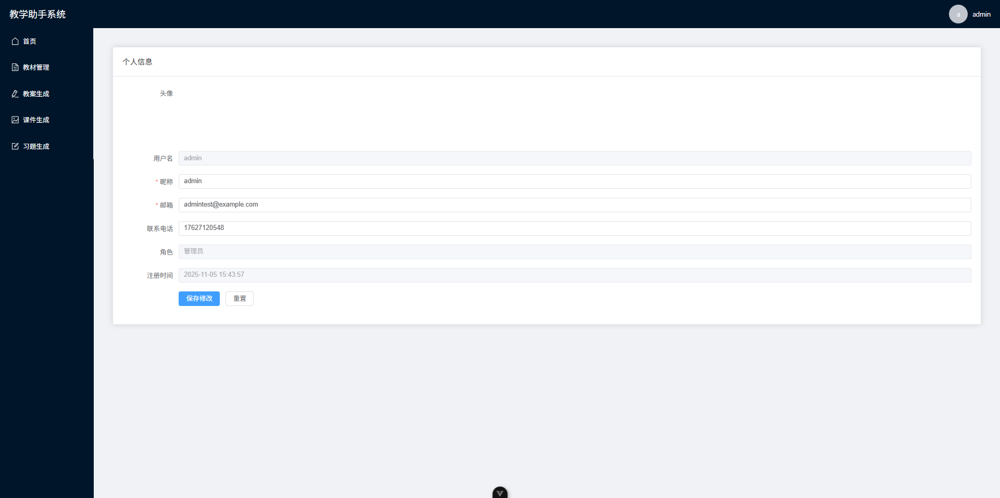 教学助手系统
a admin
首页
教材管理
教案生成
课件生成
习题生成
个人信息
头像
用户名 admin
* 昵称 admin
* 邮箱 admintest@example.com
联系电话 17627120548
角色 管理员
注册时间 2025-11-05 15:43:57
保存修改 重置